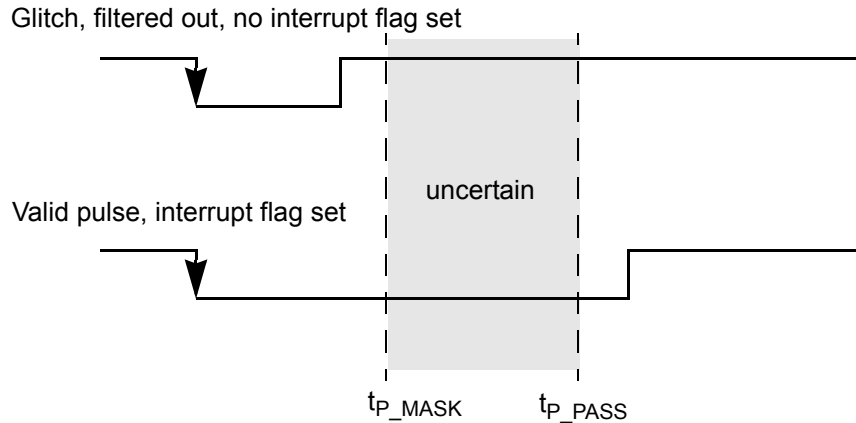 Glitch, filtered out, no interrupt flag set
uncertain
Valid pulse, interrupt flag set
tP_MASK
tP_PASS